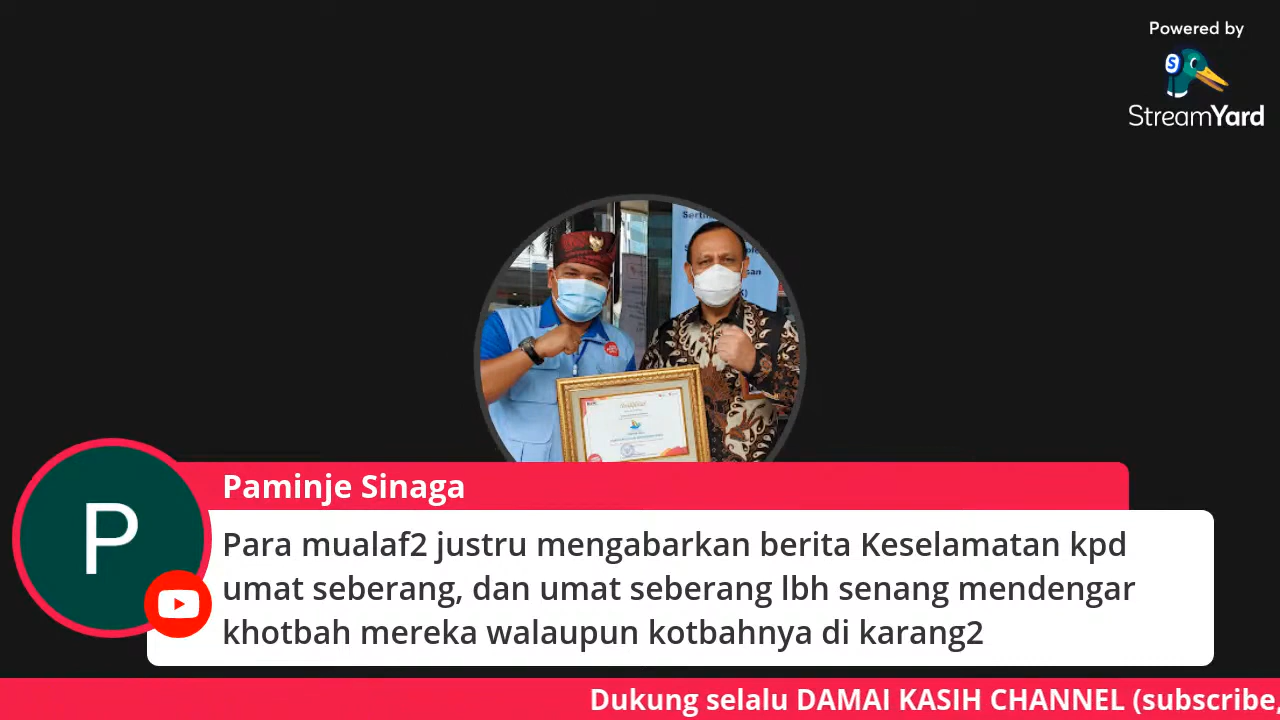 Powered by
S
StreamYard
Paminje Sinaga
P
Para mualaf2 justru mengabarkan berita Keselamatan kpd
umat seberang, dan umat seberang lbh senang mendengar
khotbah mereka walaupun kotbahnya di karang2
Dukung selalu DAMAI KASIH CHANNEL (subscribe,